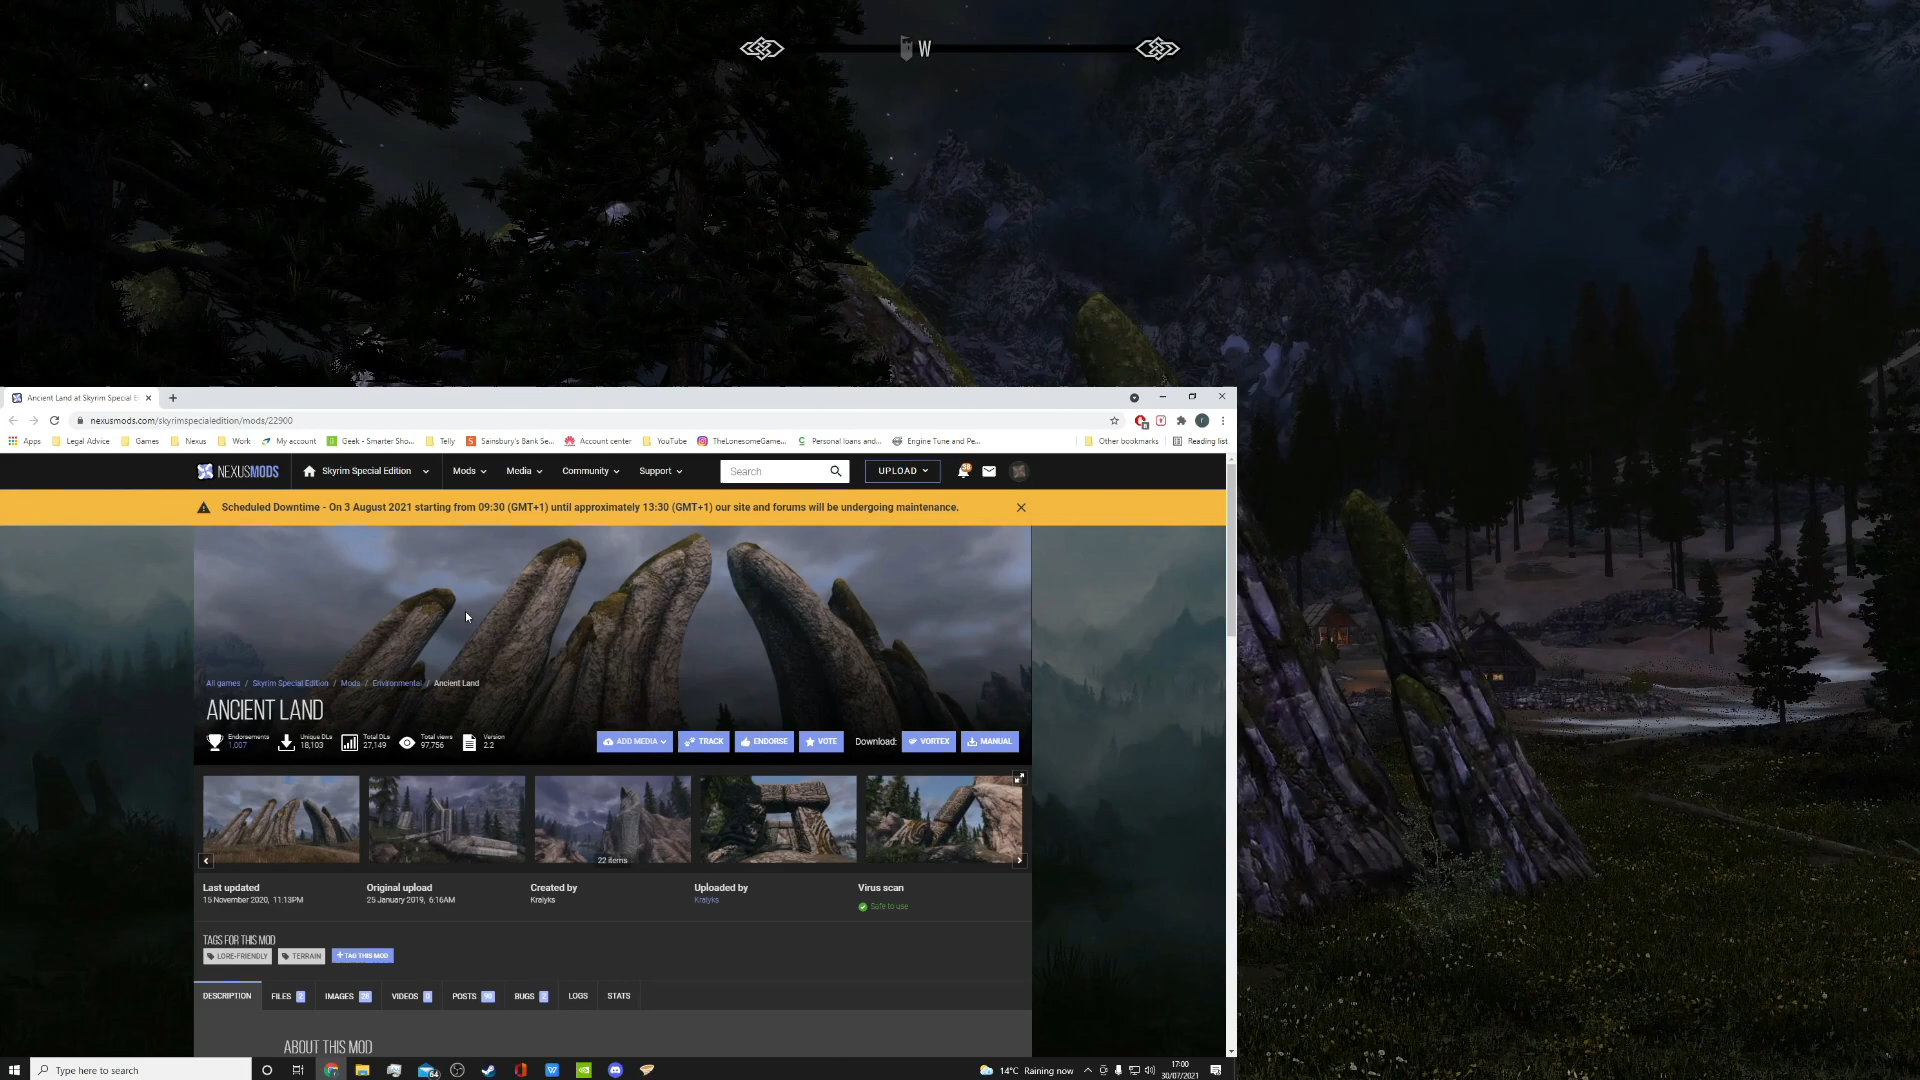 W
Ancient Land at Skyrim Special E
nexusmods.com/skyrimspecialedition/mods/22900
Apps Legal Advice Games Nexus Work My account Geek - Smarter Sho... Telly Sainsbury's Bank Se... Account center YouTube TheLonesomeGame... Personal loans and... Engine Tune and Pe... Other bookmarks Reading list
NEXUSMODS Skyrim Special Edition Mods Media Community Support Search UPLOAD
Scheduled Downtime - On 3 August 2021 starting from 09:30 (GMT+1) until approximately 13:30 (GMT+1) our site and forums will be undergoing maintenance.
All games / Skyrim Special Edition / Mods / Environmental / Ancient Land
ANCIENT LAND
Endorsements 1,007 Unique DLs 18,103 Total DLs 27,149 Total views 97,756 Version 2.2
ADD MEDIA TRACK ENDORSE VOTE Download: VORTEX MANUAL
22 items
Last updated Original upload Created by Uploaded by Virus scan
15 November 2020, 11:13PM 25 January 2019, 6:16AM Kralyks Kralyks Safe to use
TAGS FOR THIS MOD
LORE-FRIENDLY TERRAIN + TAG THIS MOD
DESCRIPTION FILES 2 IMAGES VIDEOS 0 POSTS 90 BUGS 2 LOGS STATS
ABOUT THIS MOD
Type here to search 64 14°C Raining now 17:00
30/07/2021